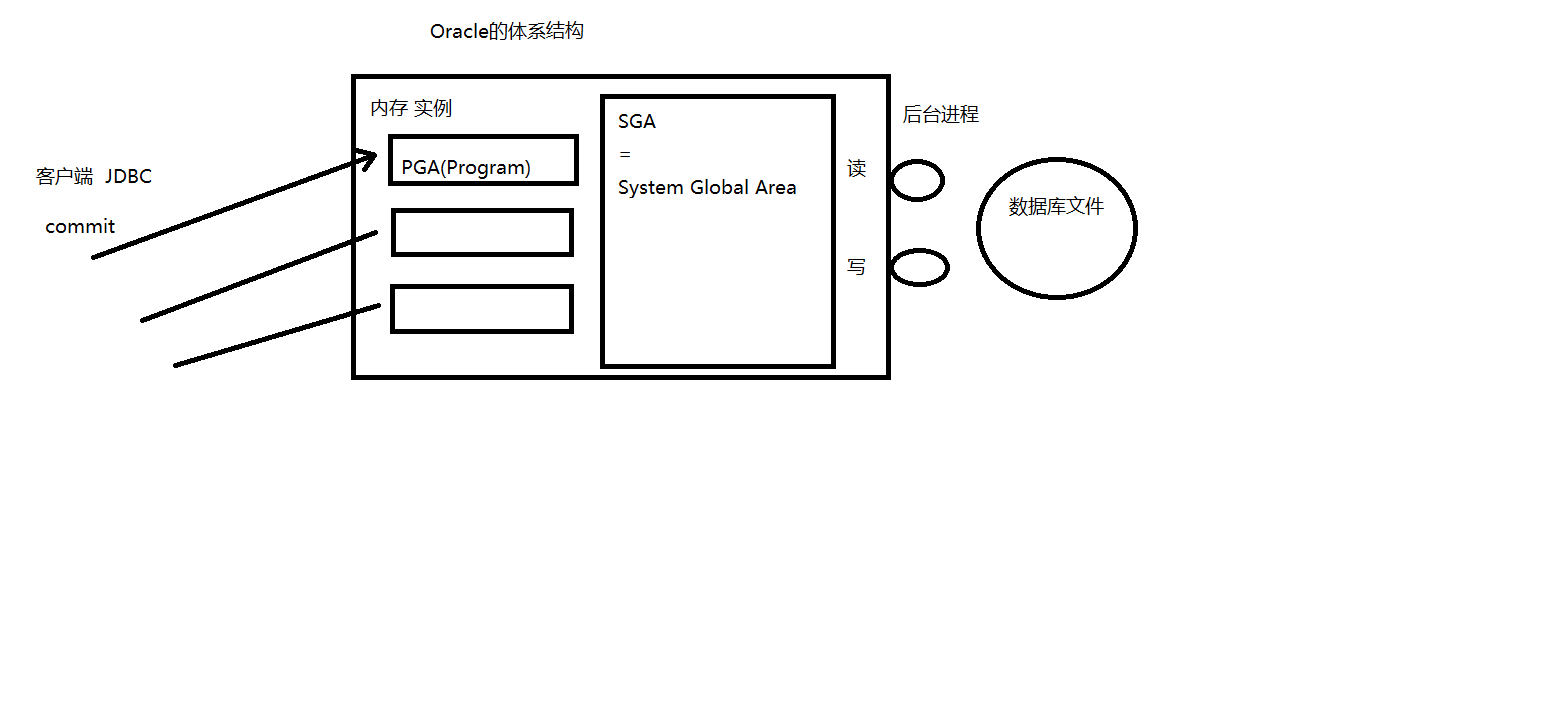 Oracle的体系结构
内存 实例
PGA(Program)
SGA
=
System Global Area
读
写
后台进程
数据库文件
客户端 JDBC
commit